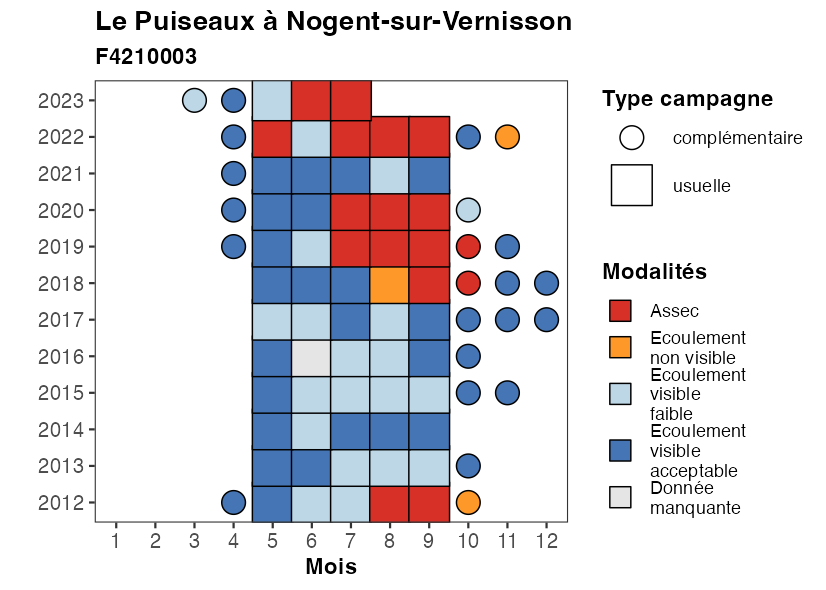 Le Puiseaux à Nogent-sur-Vernisson
F4210003
2023
2022
2021
2020
2019
2018
2017
2016
2015
2014
2013
2012
1 2 3 4 5 6 7 8 9 10 11 12
Mois
Type campagne
complémentaire
usuelle
Modalités
Assec
Ecoulement
non visible
Ecoulement
visible
faible
Ecoulement
visible
acceptable
Donnée
manquante